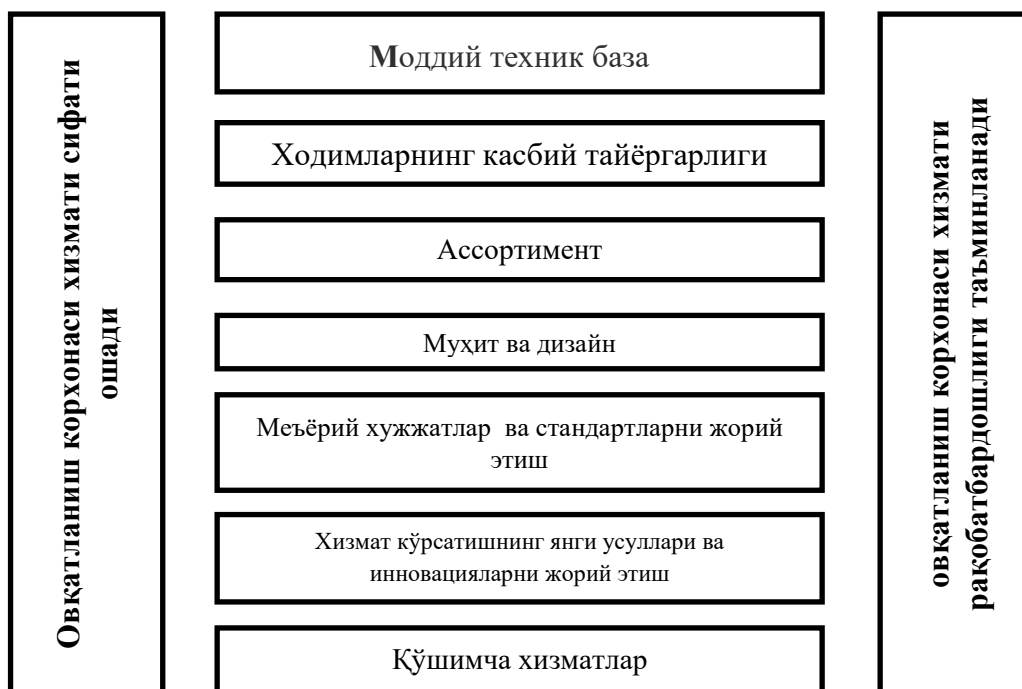 Овқатланиш корхонаси хизмати сифати
ошади
Моддий техник база
Ходимларнинг касбий тайёргарлиги
Ассортимент
Муҳит ва дизайн
Меъёрий хужжатлар ва стандартларни жорий
этиш
Хизмат кўрсатишнинг янги усуллари ва
инновацияларни жорий этиш
Қўшимча хизматлар
овқатланиш корхонаси хизмати
рақобатбардошлиги таъминланади